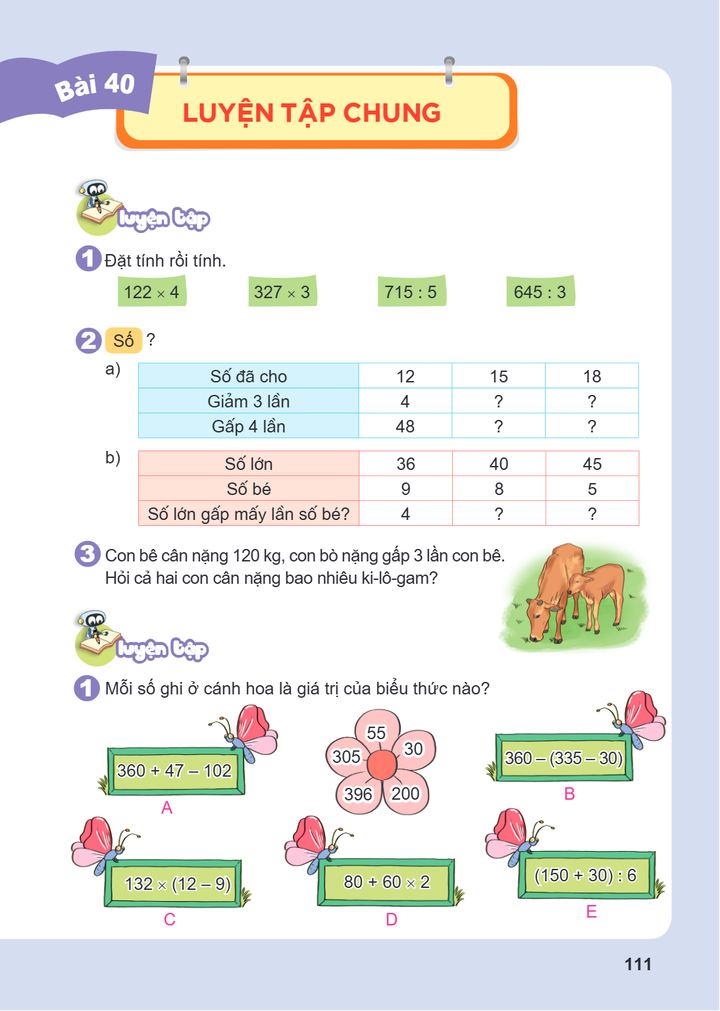 Bài 40
LUYỆN TẬP CHUNG
luyện tập
1 Đặt tính rồi tính.
122 × 4 327 × 3 715 : 5 645 : 3
2 Số ?
a)
Số đã cho 12 15 18
Giảm 3 lần 4 ? ?
Gấp 4 lần 48 ? ?
b)
Số lớn 36 40 45
Số bé 9 8 5
Số lớn gấp mấy lần số bé? 4 ? ?
3 Con bê cân nặng 120 kg, con bò nặng gấp 3 lần con bê.
Hỏi cả hai con cân nặng bao nhiêu ki-lô-gam?
luyện tập
1 Mỗi số ghi ở cánh hoa là giá trị của biểu thức nào?
360 + 47 – 102
A
55
305 30
396 200
360 – (335 – 30)
B
132 × (12 – 9)
C
80 + 60 × 2
D
(150 + 30) : 6
E
111